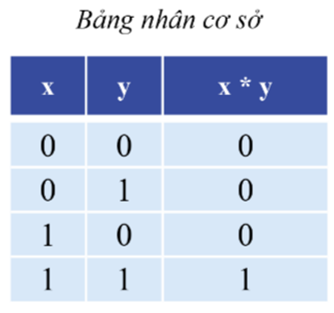 Bảng nhân cơ sở
x y x * y
0 0 0
0 1 0
1 0 0
1 1 1